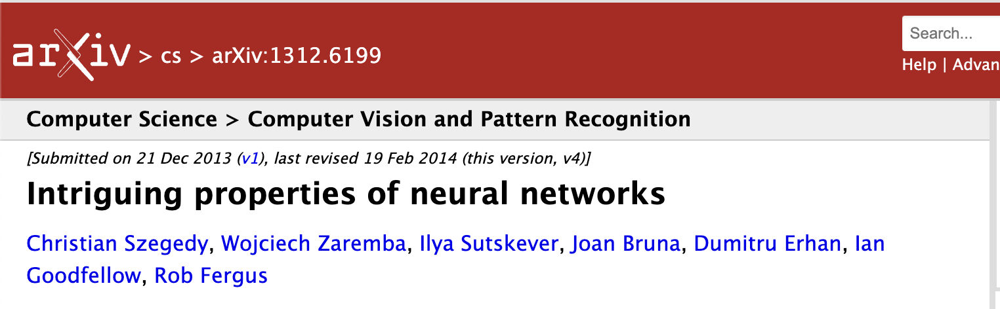 arXiv > cs > arXiv:1312.6199
Search...
Help | Advan
Computer Science > Computer Vision and Pattern Recognition
[Submitted on 21 Dec 2013 (v1), last revised 19 Feb 2014 (this version, v4)]
Intriguing properties of neural networks
Christian Szegedy, Wojciech Zaremba, Ilya Sutskever, Joan Bruna, Dumitru Erhan, Ian
Goodfellow, Rob Fergus